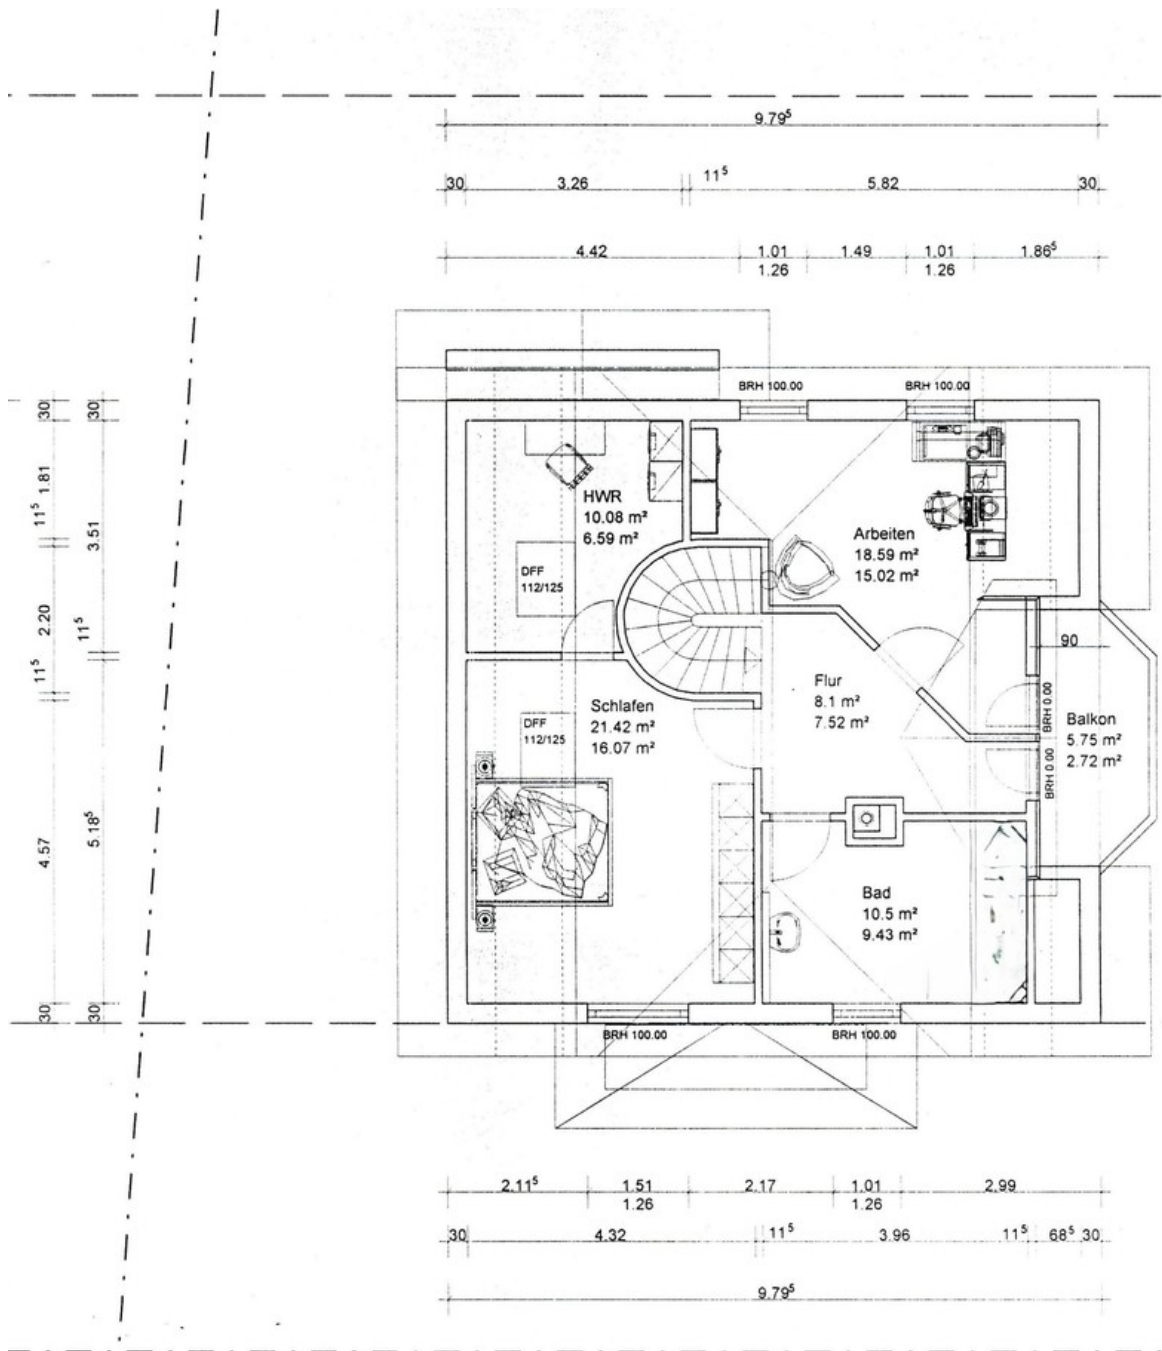 9.79⁵
30 3.26 11⁵ 5.82 30
4.42 1.01 1.49 1.01 1.86⁵
1.26 1.26
BRH 100.00 BRH 100.00
30 30
1.81
11⁵
3.51
2.20
11⁵
11⁵
4.57
5.18⁵
30 30
HWR
10.08 m²
6.59 m²
DFF
112/125
Arbeiten
18.59 m²
15.02 m²
90
Flur
8.1 m²
7.52 m²
Schlafen
21.42 m²
16.07 m²
DFF
112/125
BRH 0.00
BRH 0.00
Balkon
5.75 m²
2.72 m²
Bad
10.5 m²
9.43 m²
BRH 100.00 BRH 100.00
2.11⁵ 1.51 2.17 1.01 2.99
1.26 1.26
30 4.32 11⁵ 3.96 11⁵ 68⁵ 30
9.79⁵